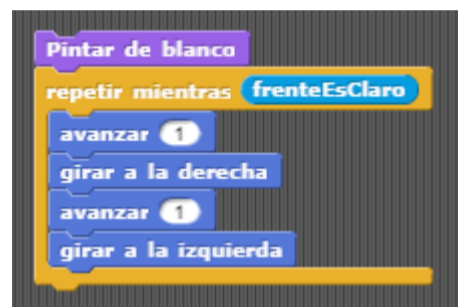 Pintar de blanco
repetir mientras frenteEsClaro
avanzar 1
girar a la derecha
avanzar 1
girar a la izquierda